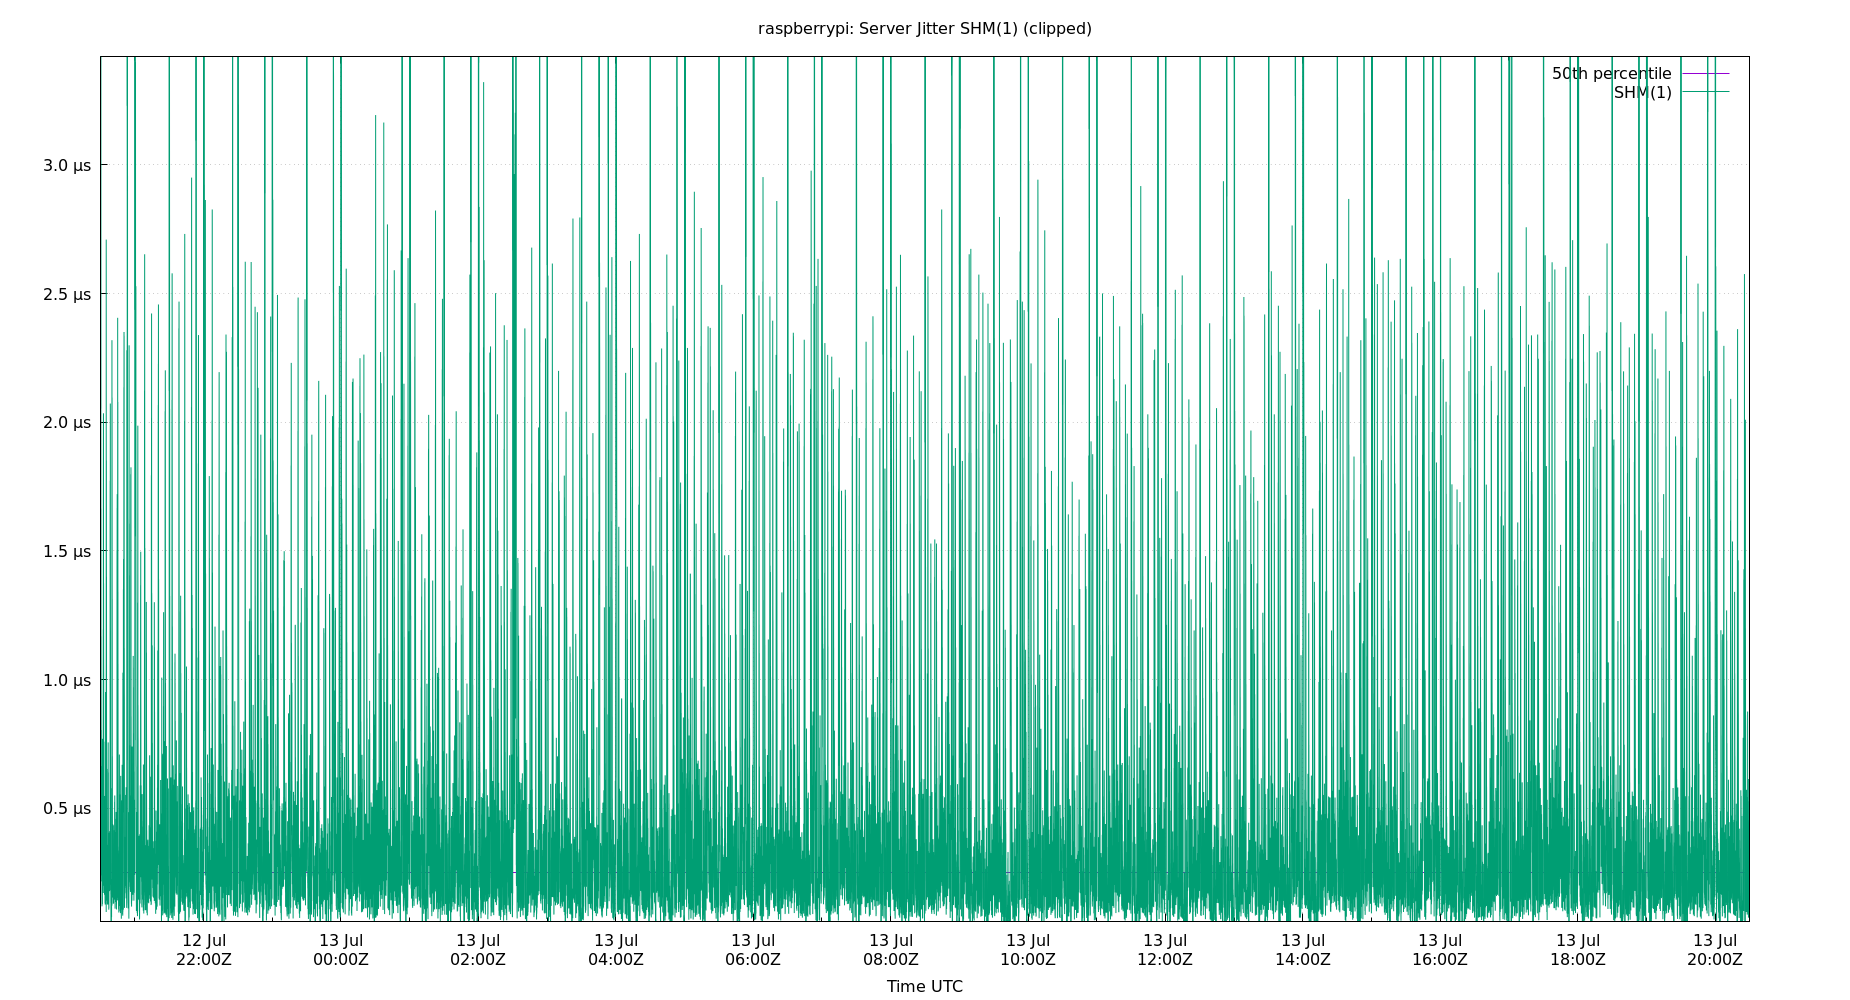 raspberrypi: Server Jitter SHM(1) (clipped)
50th percentile
SHM(1)
3.0 µs
2.5 µs
2.0 µs
1.5 µs
1.0 µs
0.5 µs
12 Jul 13 Jul 13 Jul 13 Jul 13 Jul 13 Jul 13 Jul 13 Jul 13 Jul 13 Jul 13 Jul 13 Jul
22:00Z 00:00Z 02:00Z 04:00Z 06:00Z 08:00Z 10:00Z 12:00Z 14:00Z 16:00Z 18:00Z 20:00Z
Time UTC